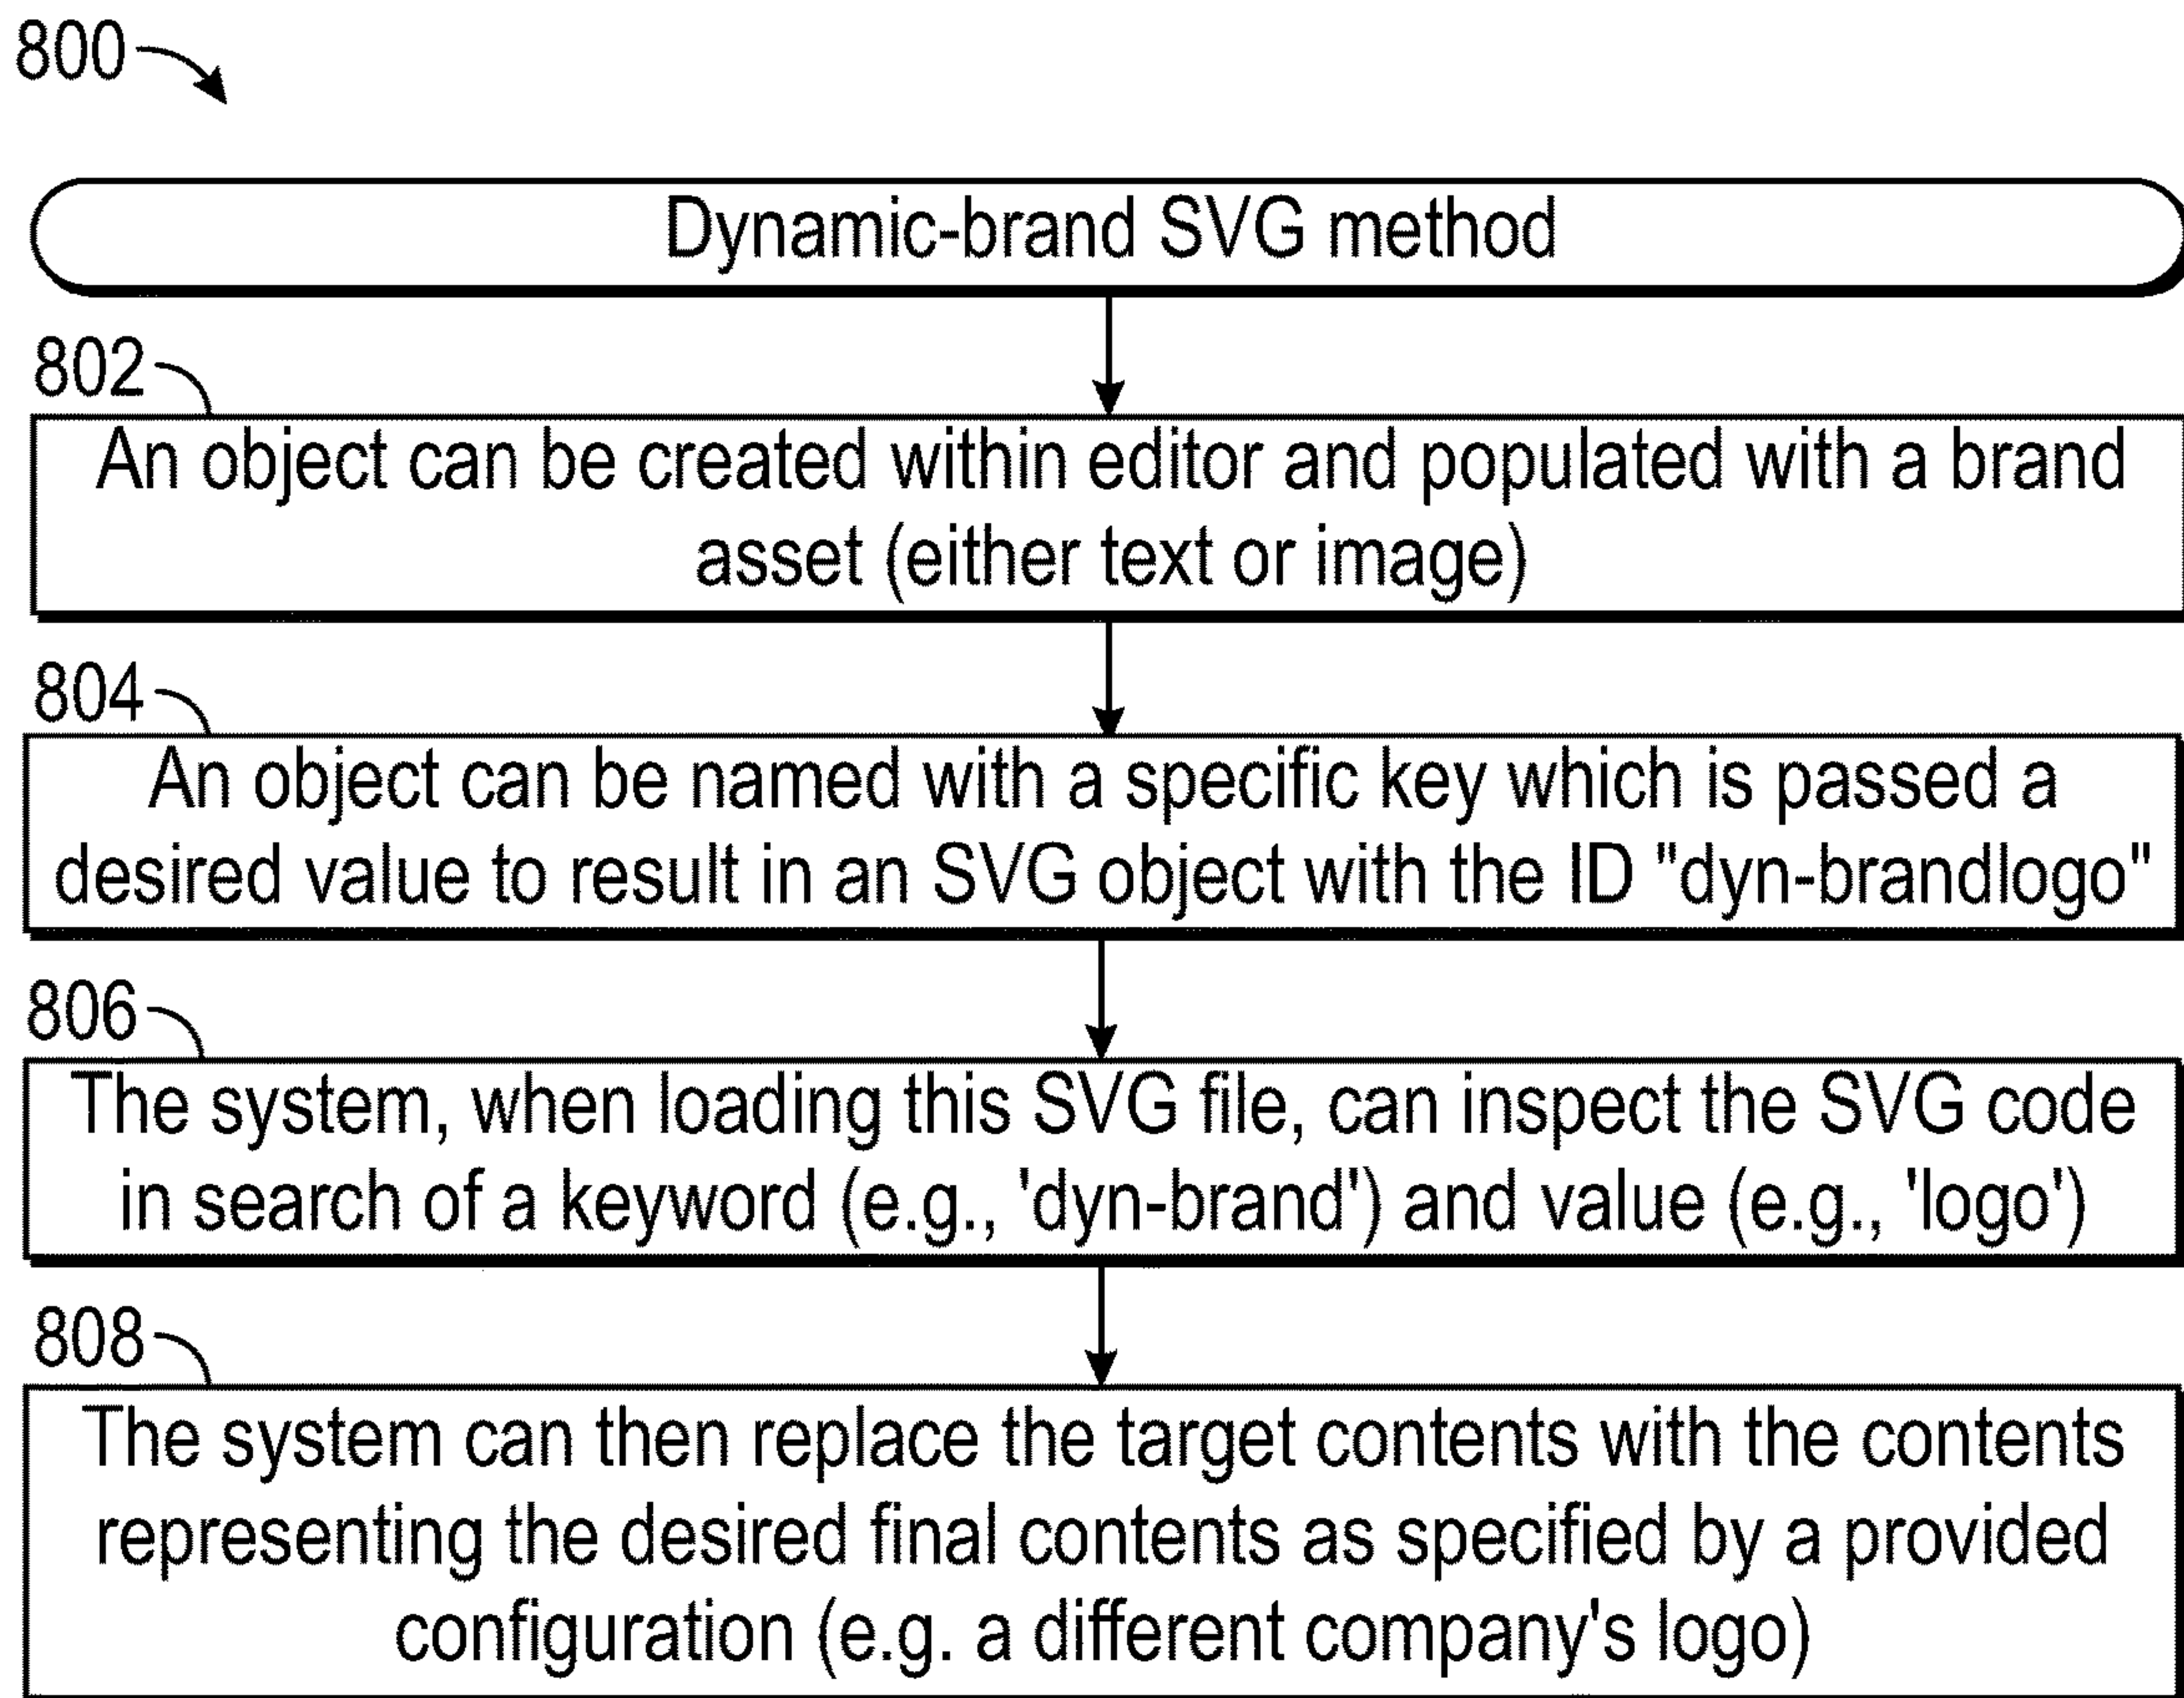 800
Dynamic-brand SVG method
802
An object can be created within editor and populated with a brand
asset (either text or image)
804
An object can be named with a specific key which is passed a
desired value to result in an SVG object with the ID "dyn-brandlogo"
806
The system, when loading this SVG file, can inspect the SVG code
in search of a keyword (e.g., 'dyn-brand') and value (e.g., 'logo')
808
The system can then replace the target contents with the contents
representing the desired final contents as specified by a provided
configuration (e.g. a different company's logo)